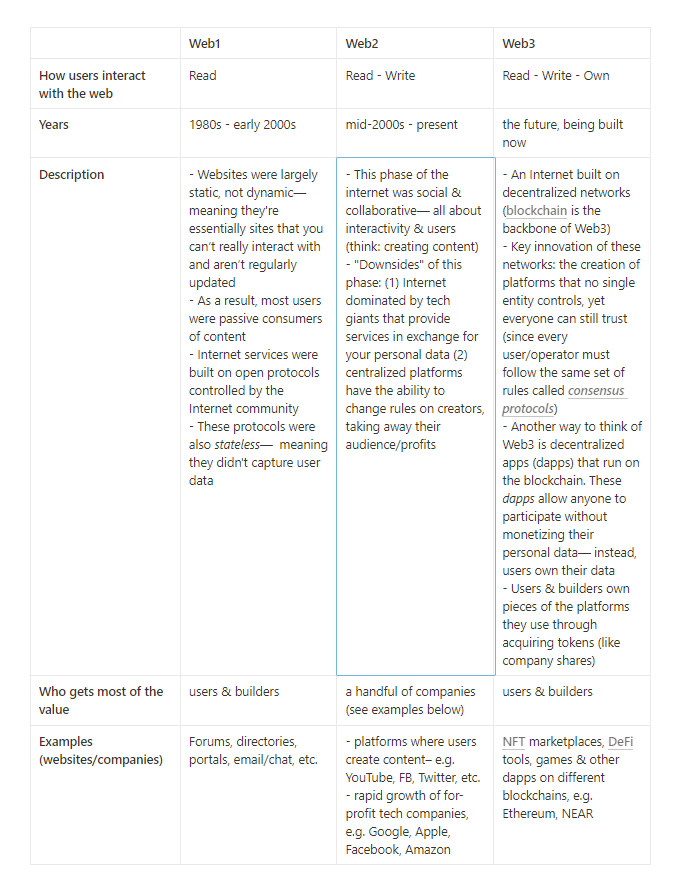 Web1
Web2
Web3
How users interact
with the web
Read
Read - Write
Read - Write - Own
Years
1980s - early 2000s
mid-2000s - present
the future, being built
now
Description
- Websites were largely
static, not dynamic—
meaning they're
essentially sites that you
can't really interact with
and aren't regularly
updated
- As a result, most users
were passive consumers
of content
- Internet services were
built on open protocols
controlled by the
Internet community
- These protocols were
also stateless— meaning
they didn't capture user
data
- This phase of the
internet was social &
collaborative— all about
interactivity & users
(think: creating content)
- "Downsides" of this
phase: (1) Internet
dominated by tech
giants that provide
services in exchange for
your personal data (2)
centralized platforms
have the ability to
change rules on creators,
taking away their
audience/profits
- An Internet built on
decentralized networks
(blockchain is the
backbone of Web3)
- Key innovation of these
networks: the creation of
platforms that no single
entity controls, yet
everyone can still trust
(since every
user/operator must
follow the same set of
rules called consensus
protocols)
- Another way to think of
Web3 is decentralized
apps (dapps) that run on
the blockchain. These
dapps allow anyone to
participate without
monetizing their
personal data— instead,
users own their data
- Users & builders own
pieces of the platforms
they use through
acquiring tokens (like
company shares)
Who gets most of the
value
users & builders
a handful of companies
(see examples below)
users & builders
Examples
(websites/companies)
Forums, directories,
portals, email/chat, etc.
- platforms where users
create content– e.g.
YouTube, FB, Twitter, etc.
- rapid growth of for-
profit tech companies,
e.g. Google, Apple,
Facebook, Amazon
NFT marketplaces, DeFi
tools, games & other
dapps on different
blockchains, e.g.
Ethereum, NEAR